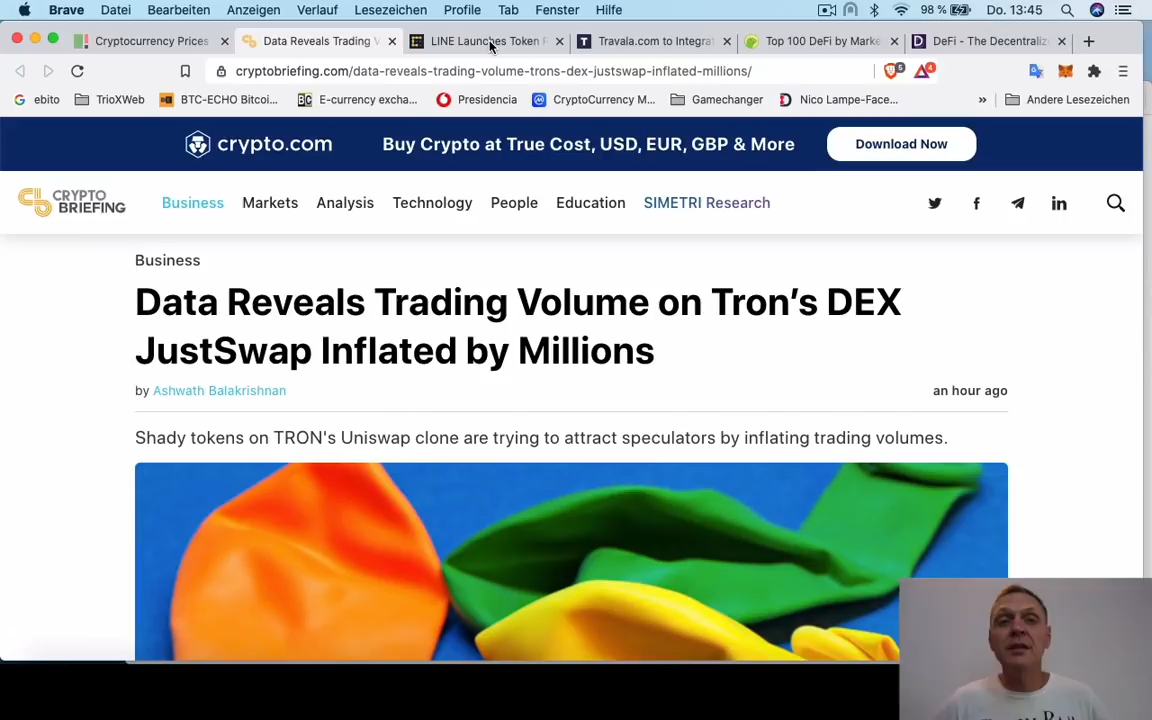 Brave Datei Bearbeiten Anzeigen Verlauf Lesezeichen Profile Tab Fenster Hilfe 98 % Do. 13:45
Cryptocurrency Prices Data Reveals Trading V LINE Launches Token Travala.com to Integrat Top 100 DeFi by Marke DeFi - The Decentraliz
cryptobriefing.com/data-reveals-trading-volume-trons-dex-justswap-inflated-millions/ 5 4
ebito TrioXWeb BTC-ECHO Bitcoi... E-currency excha... Presidencia CryptoCurrency M... Gamechanger Nico Lampe-Face... » Andere Lesezeichen
crypto.com Buy Crypto at True Cost, USD, EUR, GBP & More Download Now
CRYPTO
BRIEFING
Business Markets Analysis Technology People Education SIMETRI Research
Business
Data Reveals Trading Volume on Tron’s DEX
JustSwap Inflated by Millions
by Ashwath Balakrishnan an hour ago
Shady tokens on TRON's Uniswap clone are trying to attract speculators by inflating trading volumes.